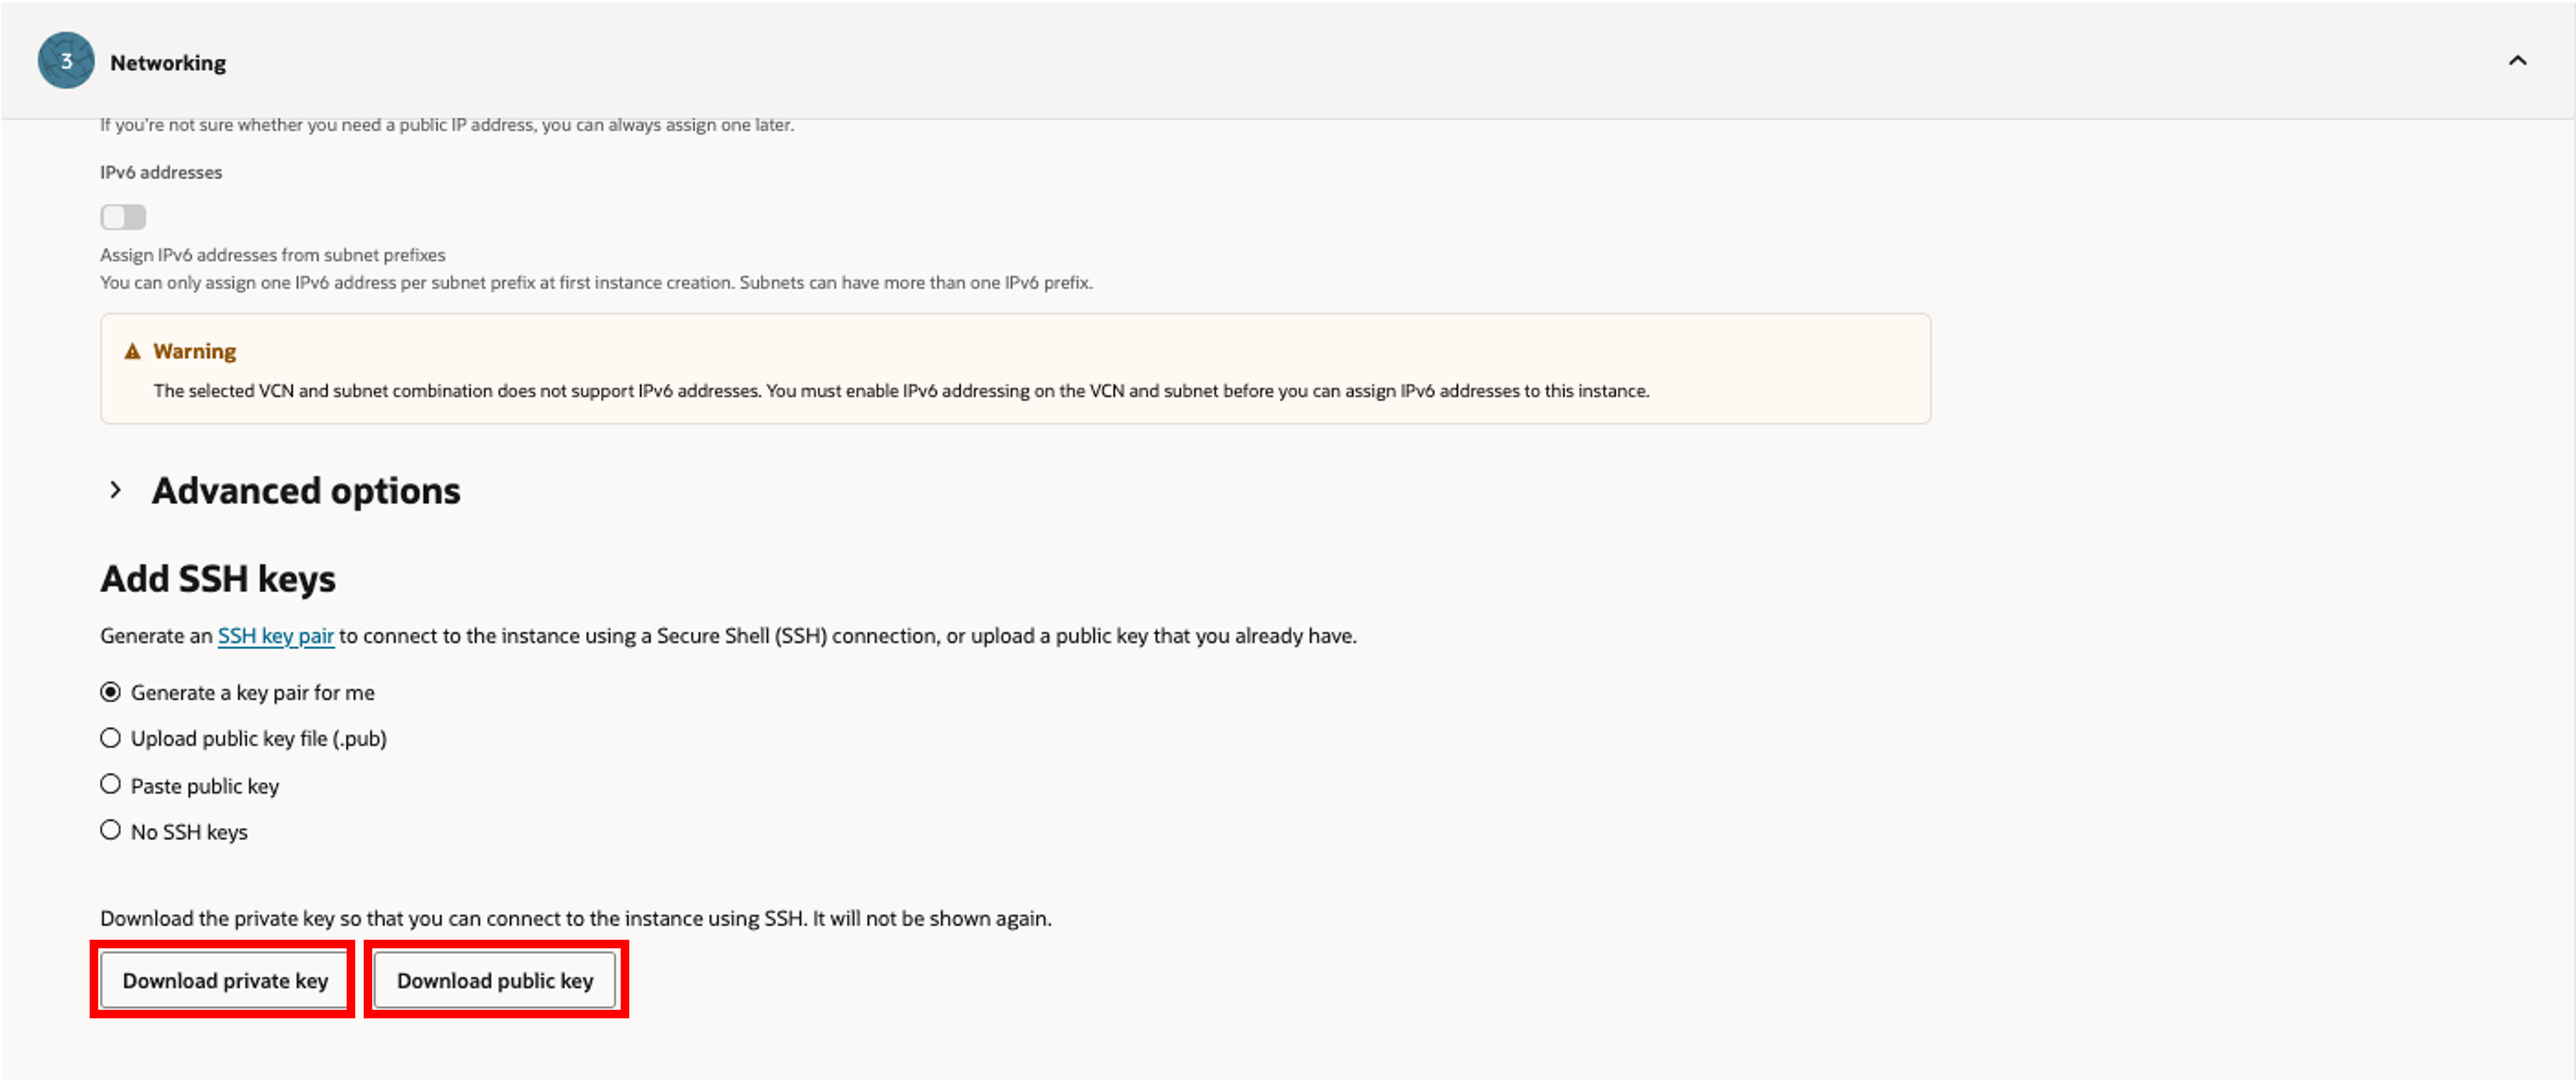 3 Networking
If you're not sure whether you need a public IP address, you can always assign one later.
IPv6 addresses
Assign IPv6 addresses from subnet prefixes
You can only assign one IPv6 address per subnet prefix at first instance creation. Subnets can have more than one IPv6 prefix.
Warning
The selected VCN and subnet combination does not support IPv6 addresses. You must enable IPv6 addressing on the VCN and subnet before you can assign IPv6 addresses to this instance.
Advanced options
Add SSH keys
Generate an SSH key pair to connect to the instance using a Secure Shell (SSH) connection, or upload a public key that you already have.
Generate a key pair for me
Upload public key file (.pub)
Paste public key
No SSH keys
Download the private key so that you can connect to the instance using SSH. It will not be shown again.
Download private key Download public key